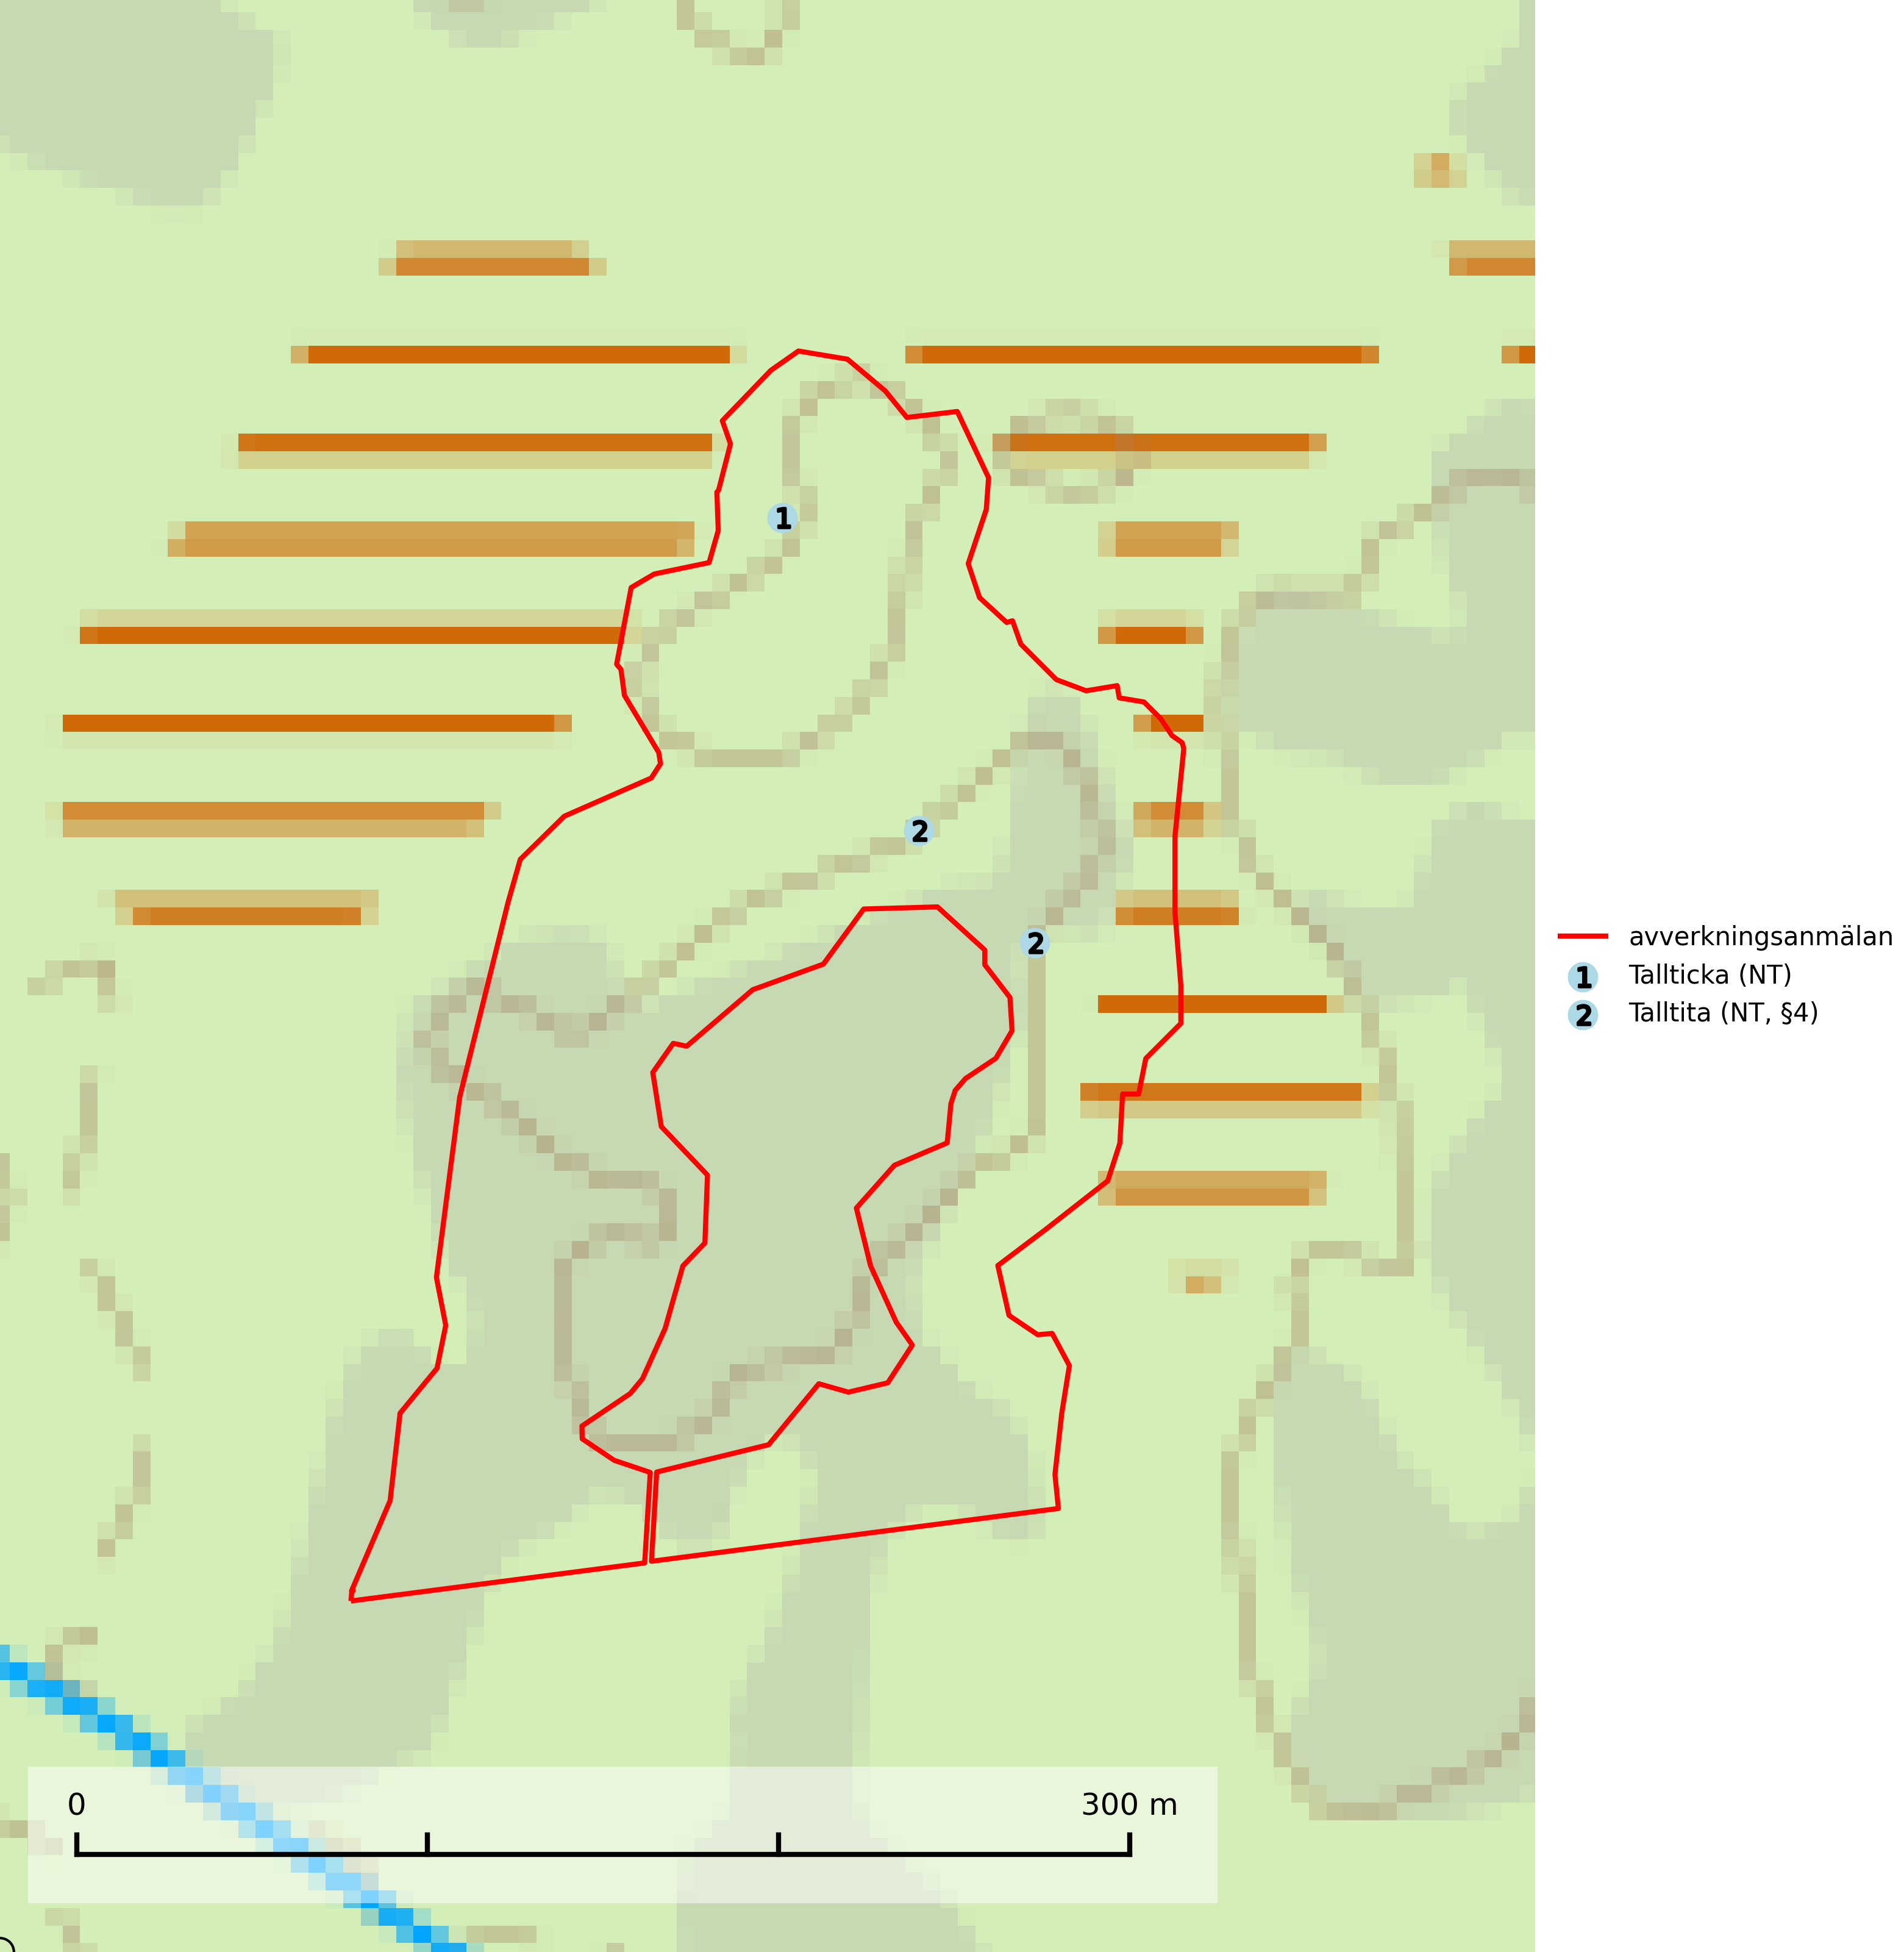 1
2
2
avverkningsanmälan
1 Tallticka (NT)
2 Talltita (NT, §4)
0 300 m